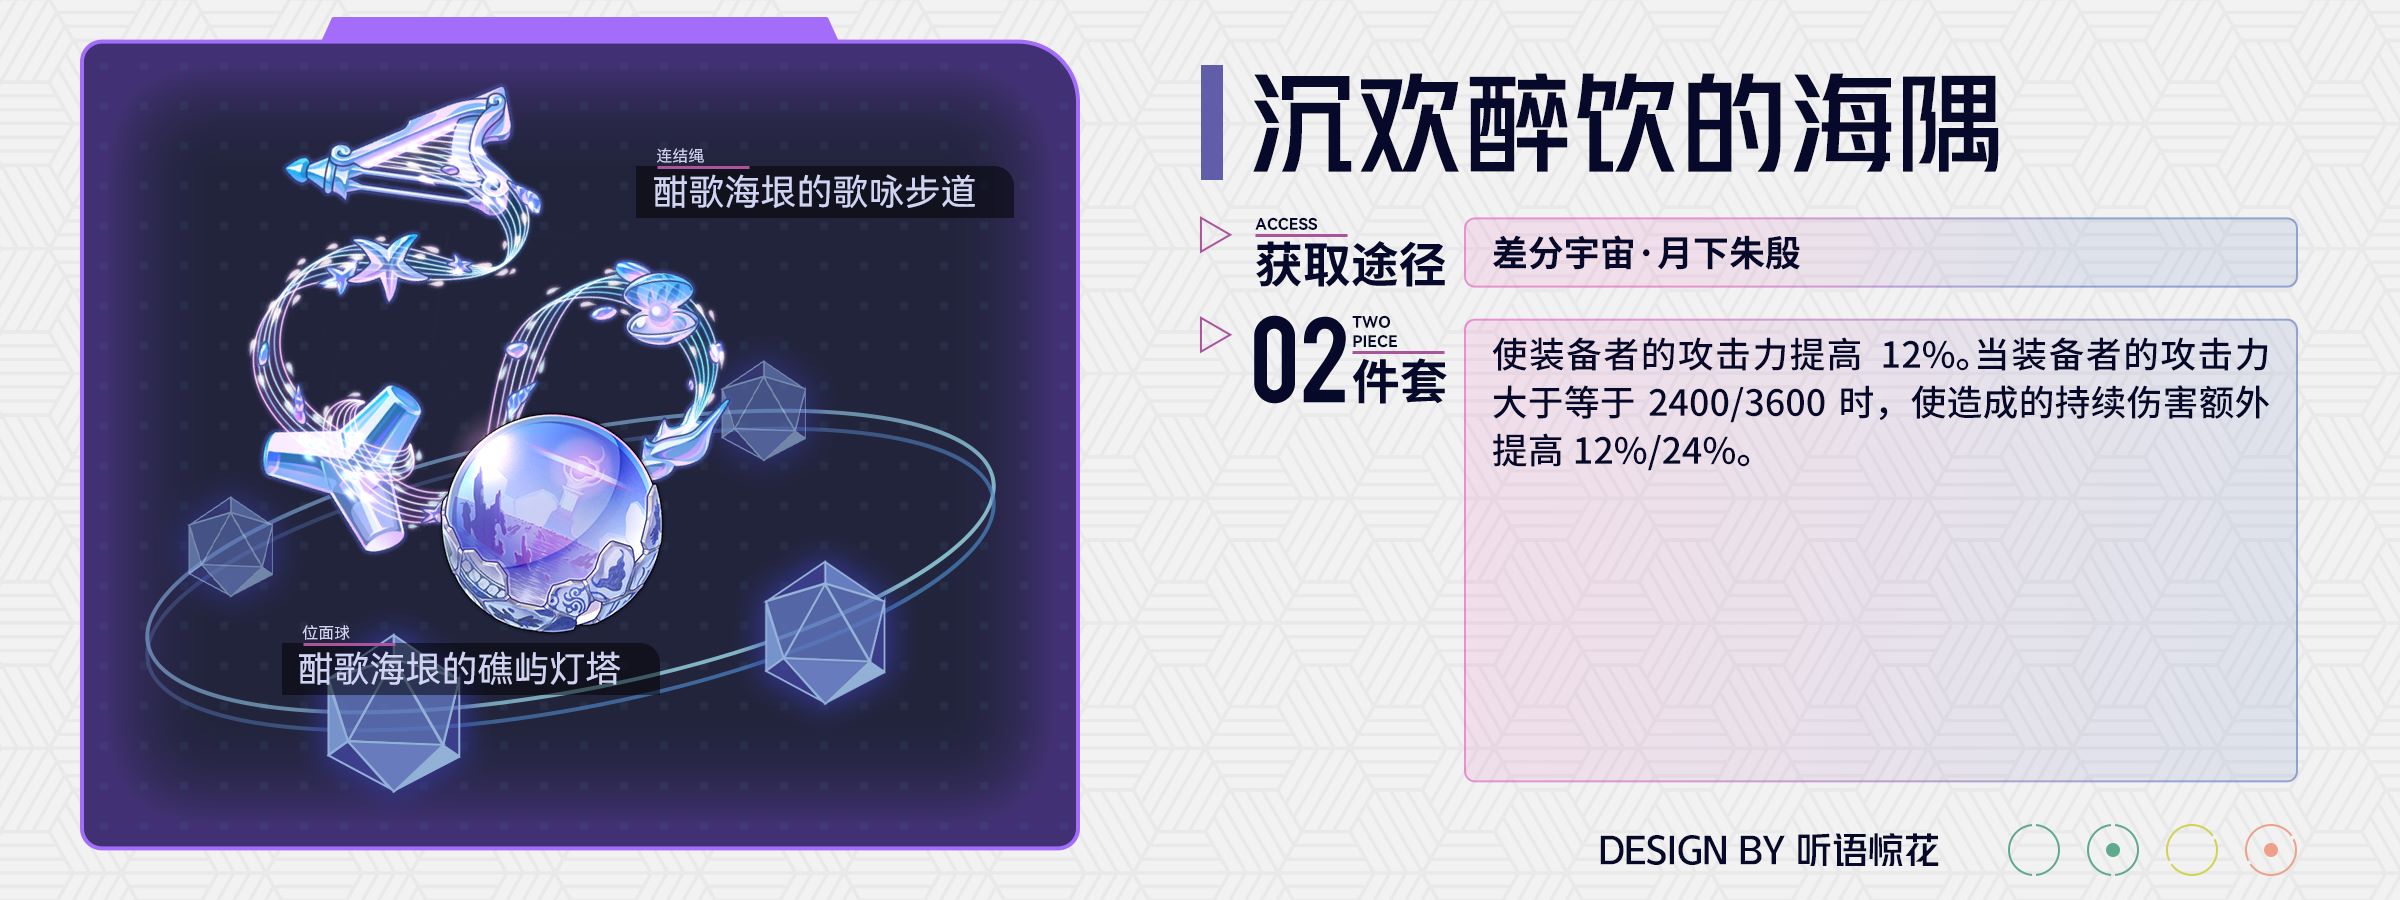 连结绳
酣歌海垠的歌咏步道
位面球
酣歌海垠的礁屿灯塔
沉欢醉饮的海隅
ACCESS
获取途径
差分宇宙·月下朱殷
02
TWO
PIECE
件套
使装备者的攻击力提高 12%。当装备者的攻击力
大于等于 2400/3600 时，使造成的持续伤害额外
提高 12%/24%。
DESIGN BY 听语惊花